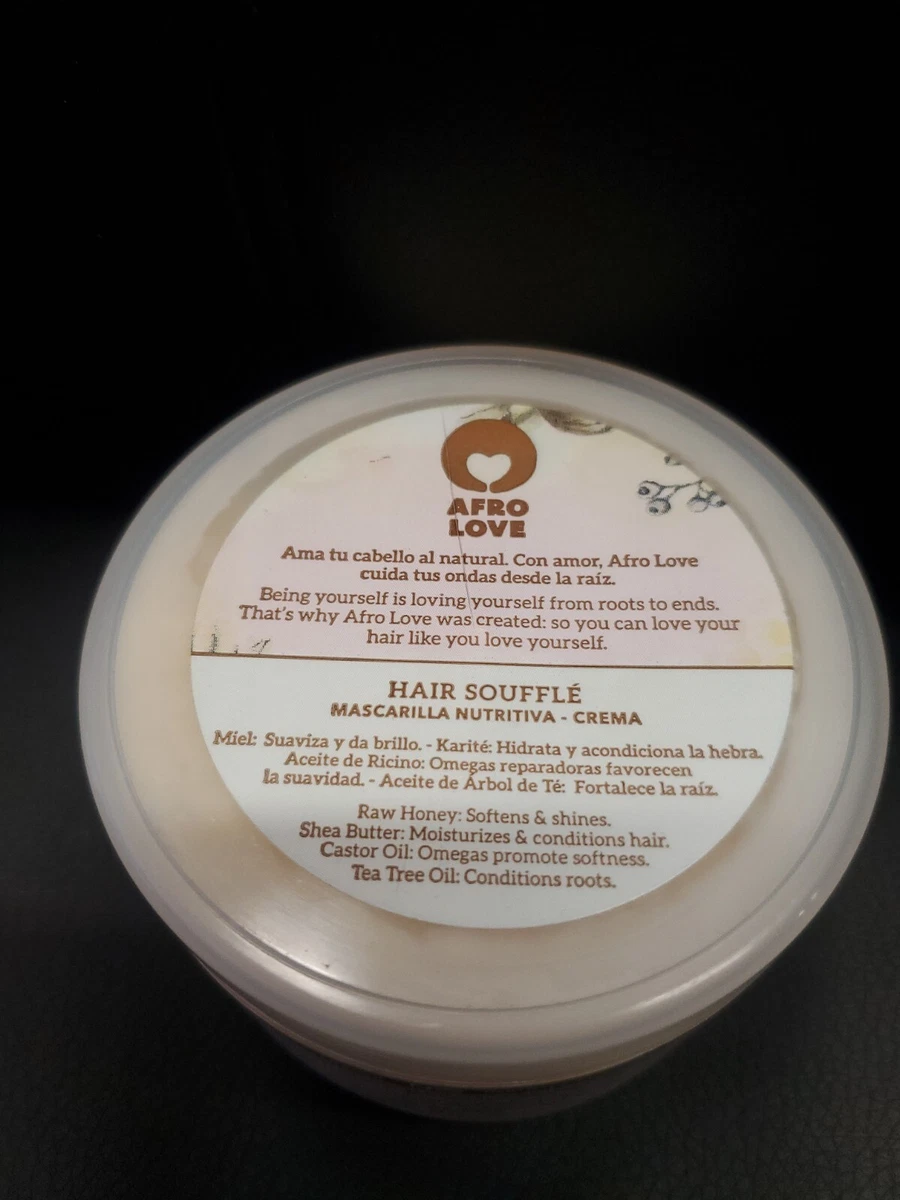 AFRO
LOVE
Ama tu cabello al natural. Con amor, Afro Love
cuida tus ondas desde la raíz.
Being yourself is loving yourself from roots to ends.
That's why Afro Love was created: so you can love your
hair like you love yourself.
HAIR SOUFFLÉ
MASCARILLA NUTRITIVA - CREMA
Miel: Suaviza y da brillo. - Karité: Hidrata y acondiciona la hebra.
Aceite de Ricino: Omegas reparadoras favorecen
la suavidad. - Aceite de Árbol de Té: Fortalece la raíz.
Raw Honey: Softens & shines.
Shea Butter: Moisturizes & conditions hair.
Castor Oil: Omegas promote softness.
Tea Tree Oil: Conditions roots.